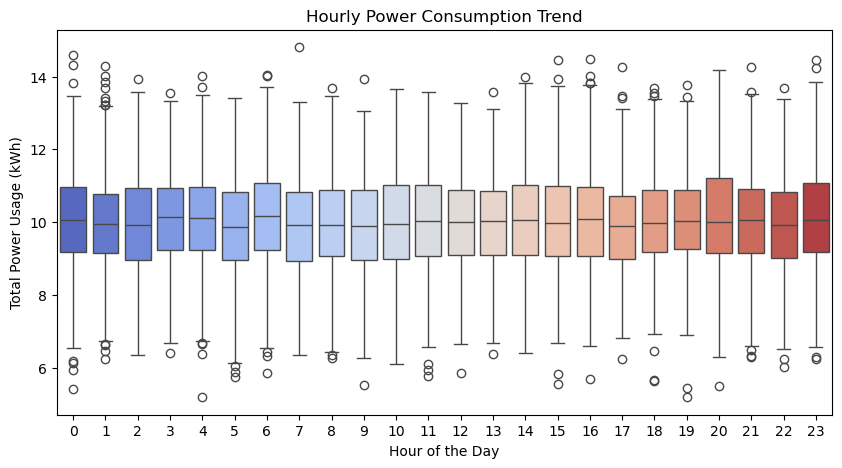 Hourly Power Consumption Trend
Total Power Usage (kWh)
14
12
10
8
6
0 1 2 3 4 5 6 7 8 9 10 11 12 13 14 15 16 17 18 19 20 21 22 23
Hour of the Day